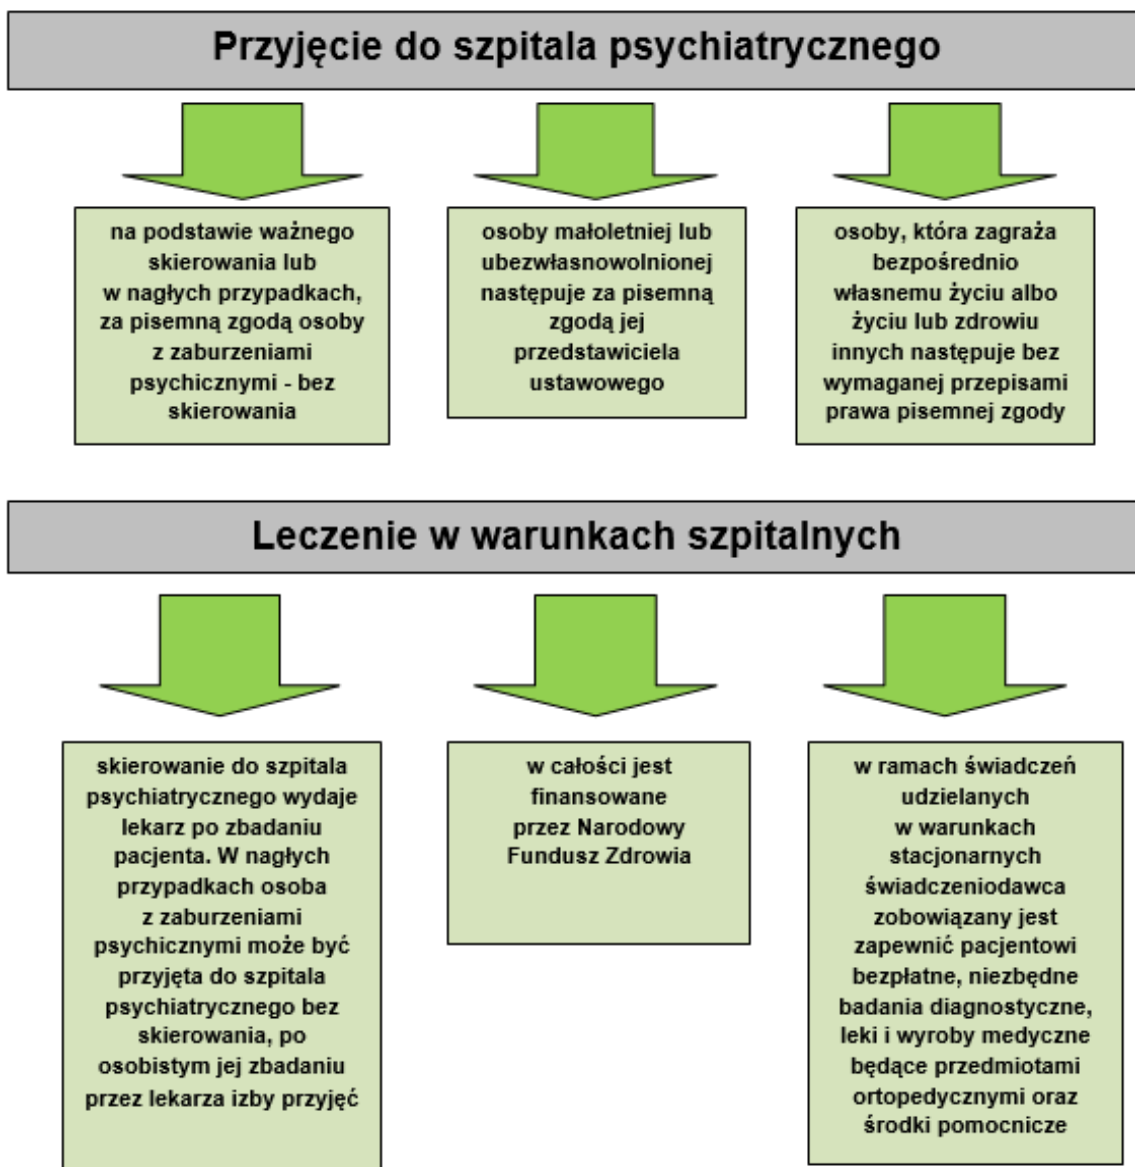 Przyjęcie do szpitala psychiatrycznego
na podstawie ważnego
skierowania lub
w nagłych przypadkach,
za pisemną zgodą osoby
z zaburzeniami
psychicznymi - bez
skierowania
osoby małoletniej lub
ubezwłasnowolnionej
następuje za pisemną
zgodą jej
przedstawiciela
ustawowego
osoby, która zagraża
bezpośrednio
własnemu życiu albo
życiu lub zdrowiu
innych następuje bez
wymaganej przepisami
prawa pisemnej zgody
Leczenie w warunkach szpitalnych
skierowanie do szpitala
psychiatrycznego wydaje
lekarz po zbadaniu
pacjenta. W nagłych
przypadkach osoba
z zaburzeniami
psychicznymi może być
przyjęta do szpitala
psychiatrycznego bez
skierowania, po
osobistym jej zbadaniu
przez lekarza izby przyjęć
w całości jest
finansowane
przez Narodowy
Fundusz Zdrowia
w ramach świadczeń
udzielanych
w warunkach
stacjonarnych
świadczeniodawca
zobowiązany jest
zapewnić pacjentowi
bezpłatne, niezbędne
badania diagnostyczne,
leki i wyroby medyczne
będące przedmiotami
ortopedycznymi oraz
środki pomocnicze